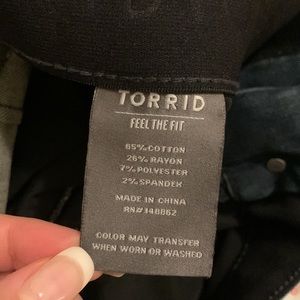 TORRID
FEEL THE FIT
65% COTTON
26% RAYON
7% POLYESTER
2% SPANDEX
MADE IN CHINA
RN# 148862
COLOR MAY TRANSFER
WHEN WORN OR WASHED